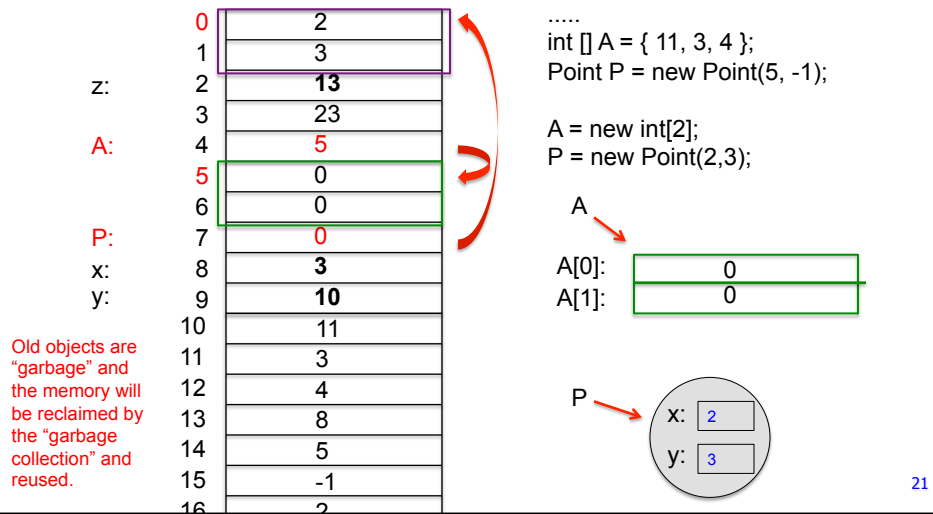 0 2
1 3
z: 2 13
3 23
A: 4 5
5 0
6 0
P: 7 0
x: 8 3
y: 9 10
10 11
11 3
12 4
13 8
14 5
15 -1
16 2
Old objects are
“garbage” and
the memory will
be reclaimed by
the “garbage
collection” and
reused.
.....
int [] A = { 11, 3, 4 };
Point P = new Point(5, -1);
A = new int[2];
P = new Point(2,3);
A
A[0]: 0
A[1]: 0
P
x: 2
y: 3
21